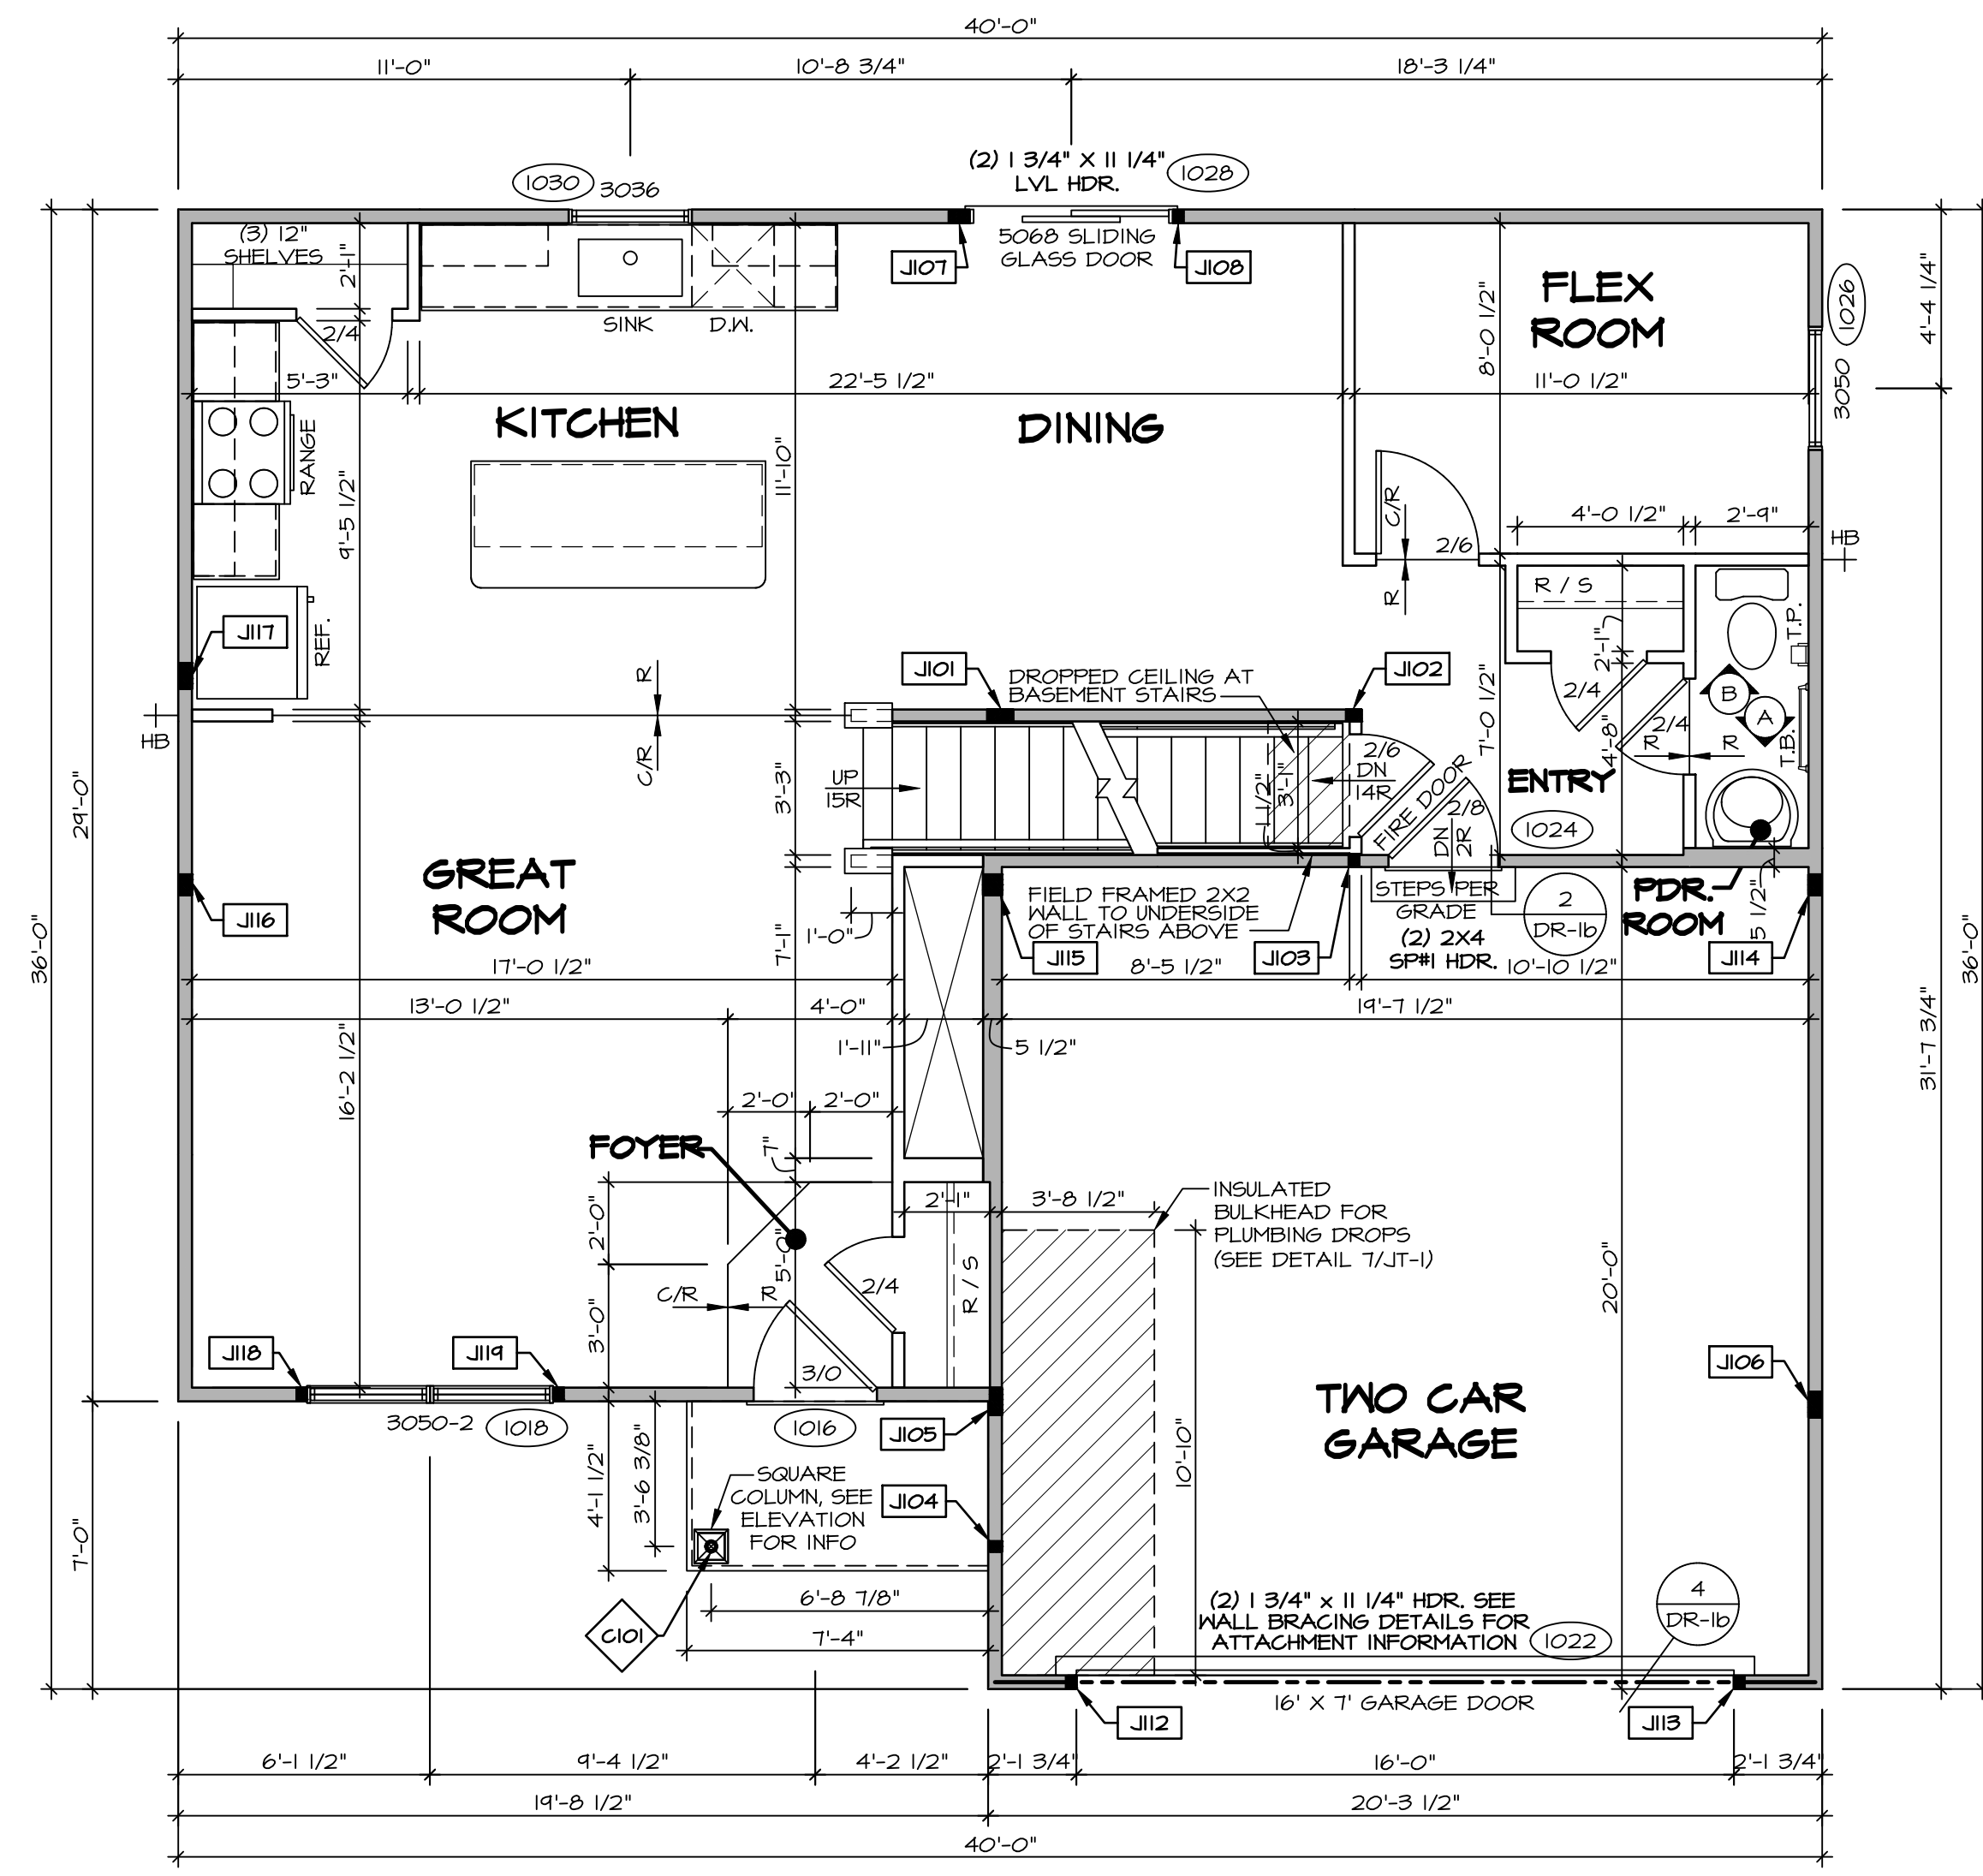 40'-0"
11'-0"
10'-8 3/4"
18'-3 1/4"
(2) 1 3/4" X 11 1/4"
LVL HDR.
1028
1030
3036
(3) 12"
SHELVES
2'-1"
5068 SLIDING
GLASS DOOR
J107
J108
FLEX
ROOM
8'-0 1/2"
1026
4'-4 1/4"
3050
SINK
D.W.
2/4
5'-3"
22'-5 1/2"
11'-0 1/2"
KITCHEN
DINING
RANGE
9'-5 1/2"
11'-10"
C/R
R
2/6
4'-0 1/2"
2'-9"
HB
R / S
T.P.
J117
REF.
R
C/R
HB
J101
DROPPED CEILING AT
BASEMENT STAIRS
J102
2'-1"
2/4
B
A
2/4
T.B.
R
R
7'-0 1/2"
4'-8"
ENTRY
1024
UP
15R
3'-3"
1 1/2"
3'-1"
2/6
DN
14R
FIRE DOOR
2/8
DN
2R
29'-0"
36'-0"
36'-0"
31'-7 3/4"
GREAT
ROOM
J116
1'-0"
7'-1"
FIELD FRAMED 2X2
WALL TO UNDERSIDE
OF STAIRS ABOVE
STEPS PER
GRADE
(2) 2X4
SP#1 HDR.
2
DR-1b
PDR.
ROOM
5 1/2"
J115
J103
J114
17'-0 1/2"
8'-5 1/2"
10'-10 1/2"
13'-0 1/2"
4'-0"
19'-7 1/2"
1'-11"
5 1/2"
16'-2 1/2"
2'-0"
2'-0"
FOYER
7"
2'-1"
3'-8 1/2"
INSULATED
BULKHEAD FOR
PLUMBING DROPS
(SEE DETAIL 7/JT-1)
2'-0"
5'-0"
2/4
R / S
C/R
R
3'-0"
20'-0"
J118
J119
3/0
J106
TWO CAR
GARAGE
3050-2
1018
1016
J105
4'-1 1/2"
3'-6 3/8"
SQUARE
COLUMN, SEE
ELEVATION
FOR INFO
J104
10'-10"
7'-0"
6'-8 7/8"
7'-4"
C101
(2) 1 3/4" x 11 1/4" HDR. SEE
WALL BRACING DETAILS FOR
ATTACHMENT INFORMATION
1022
4
DR-1b
16' X 7' GARAGE DOOR
J112
J113
6'-1 1/2"
9'-4 1/2"
4'-2 1/2"
2'-1 3/4"
16'-0"
2'-1 3/4"
19'-8 1/2"
20'-3 1/2"
40'-0"